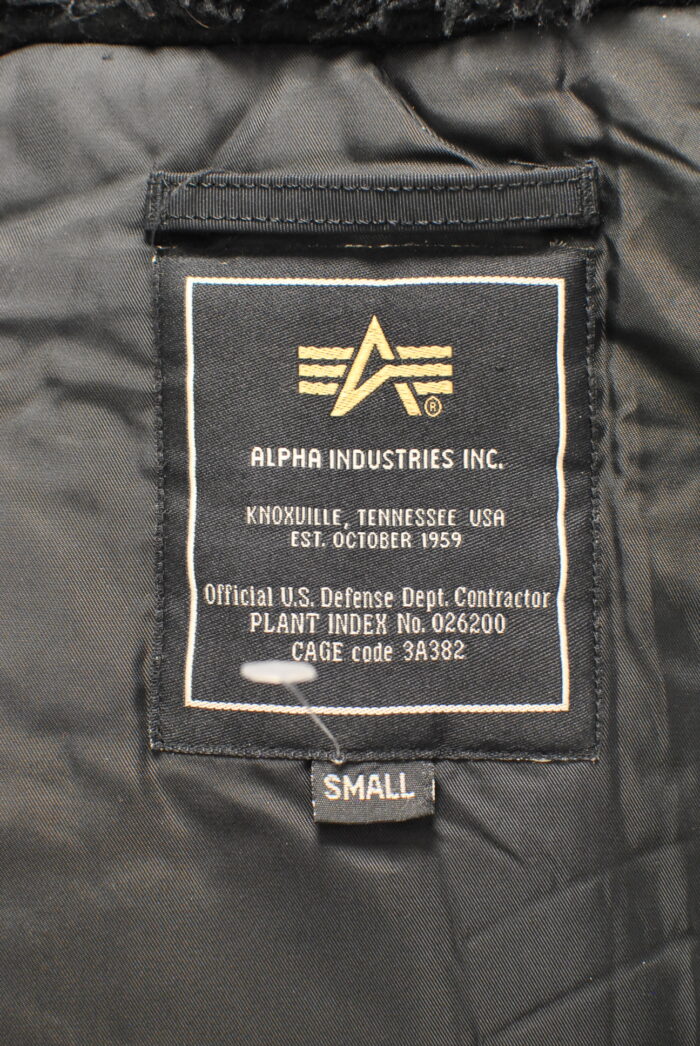 ®
ALPHA INDUSTRIES INC.
KNOXVILLE, TENNESSEE USA
EST. OCTOBER 1959
Official U.S. Defense Dept. Contractor
PLANT INDEX No. 026200
CAGE code 3A382
SMALL